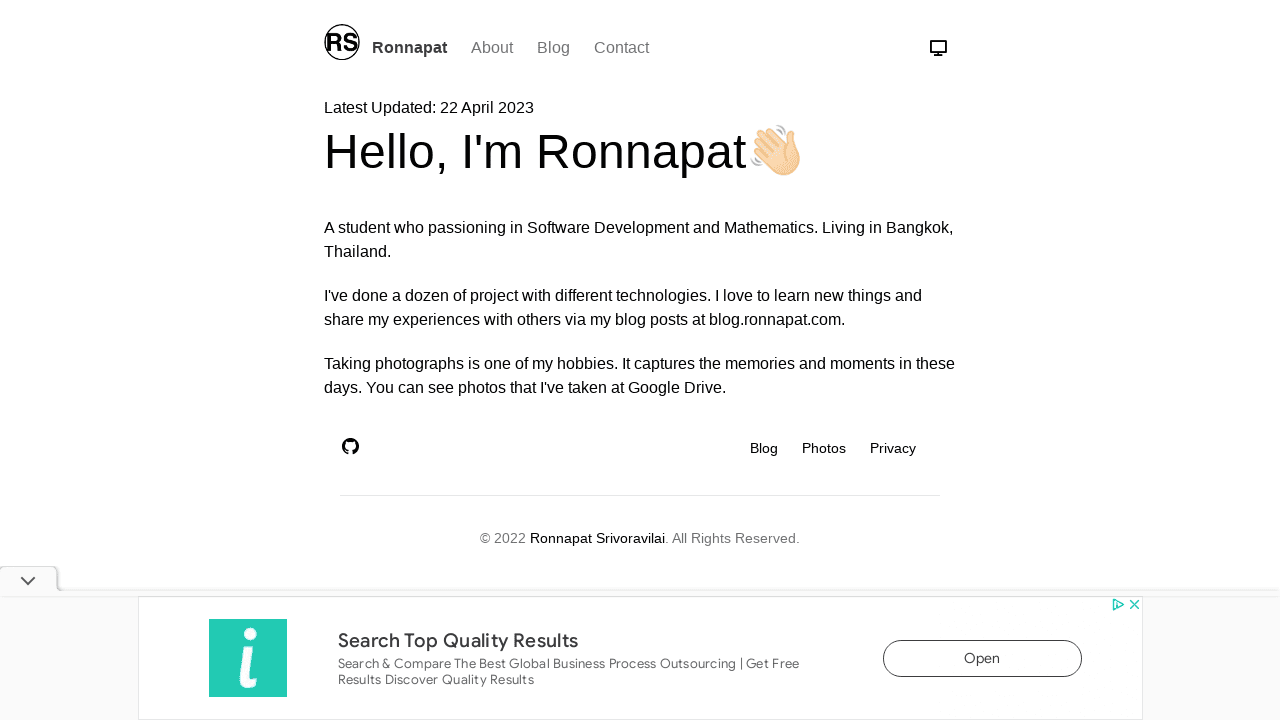 RS Ronnapat About Blog Contact
Latest Updated: 22 April 2023
Hello, I'm Ronnapat👋🏻
A student who passioning in Software Development and Mathematics. Living in Bangkok,
Thailand.
I've done a dozen of project with different technologies. I love to learn new things and
share my experiences with others via my blog posts at blog.ronnapat.com.
Taking photographs is one of my hobbies. It captures the memories and moments in these
days. You can see photos that I've taken at Google Drive.
Blog Photos Privacy
© 2022 Ronnapat Srivoravilai. All Rights Reserved.
Search Top Quality Results
Search & Compare The Best Global Business Process Outsourcing | Get Free
Results Discover Quality Results
Open